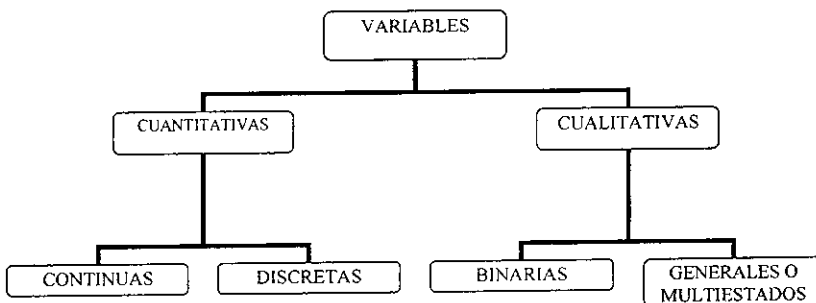 VARIABLES
CUANTITATIVAS
CUALITATIVAS
CONTINUAS
DISCRETAS
BINARIAS
GENERALES O
MULTIESTADOS